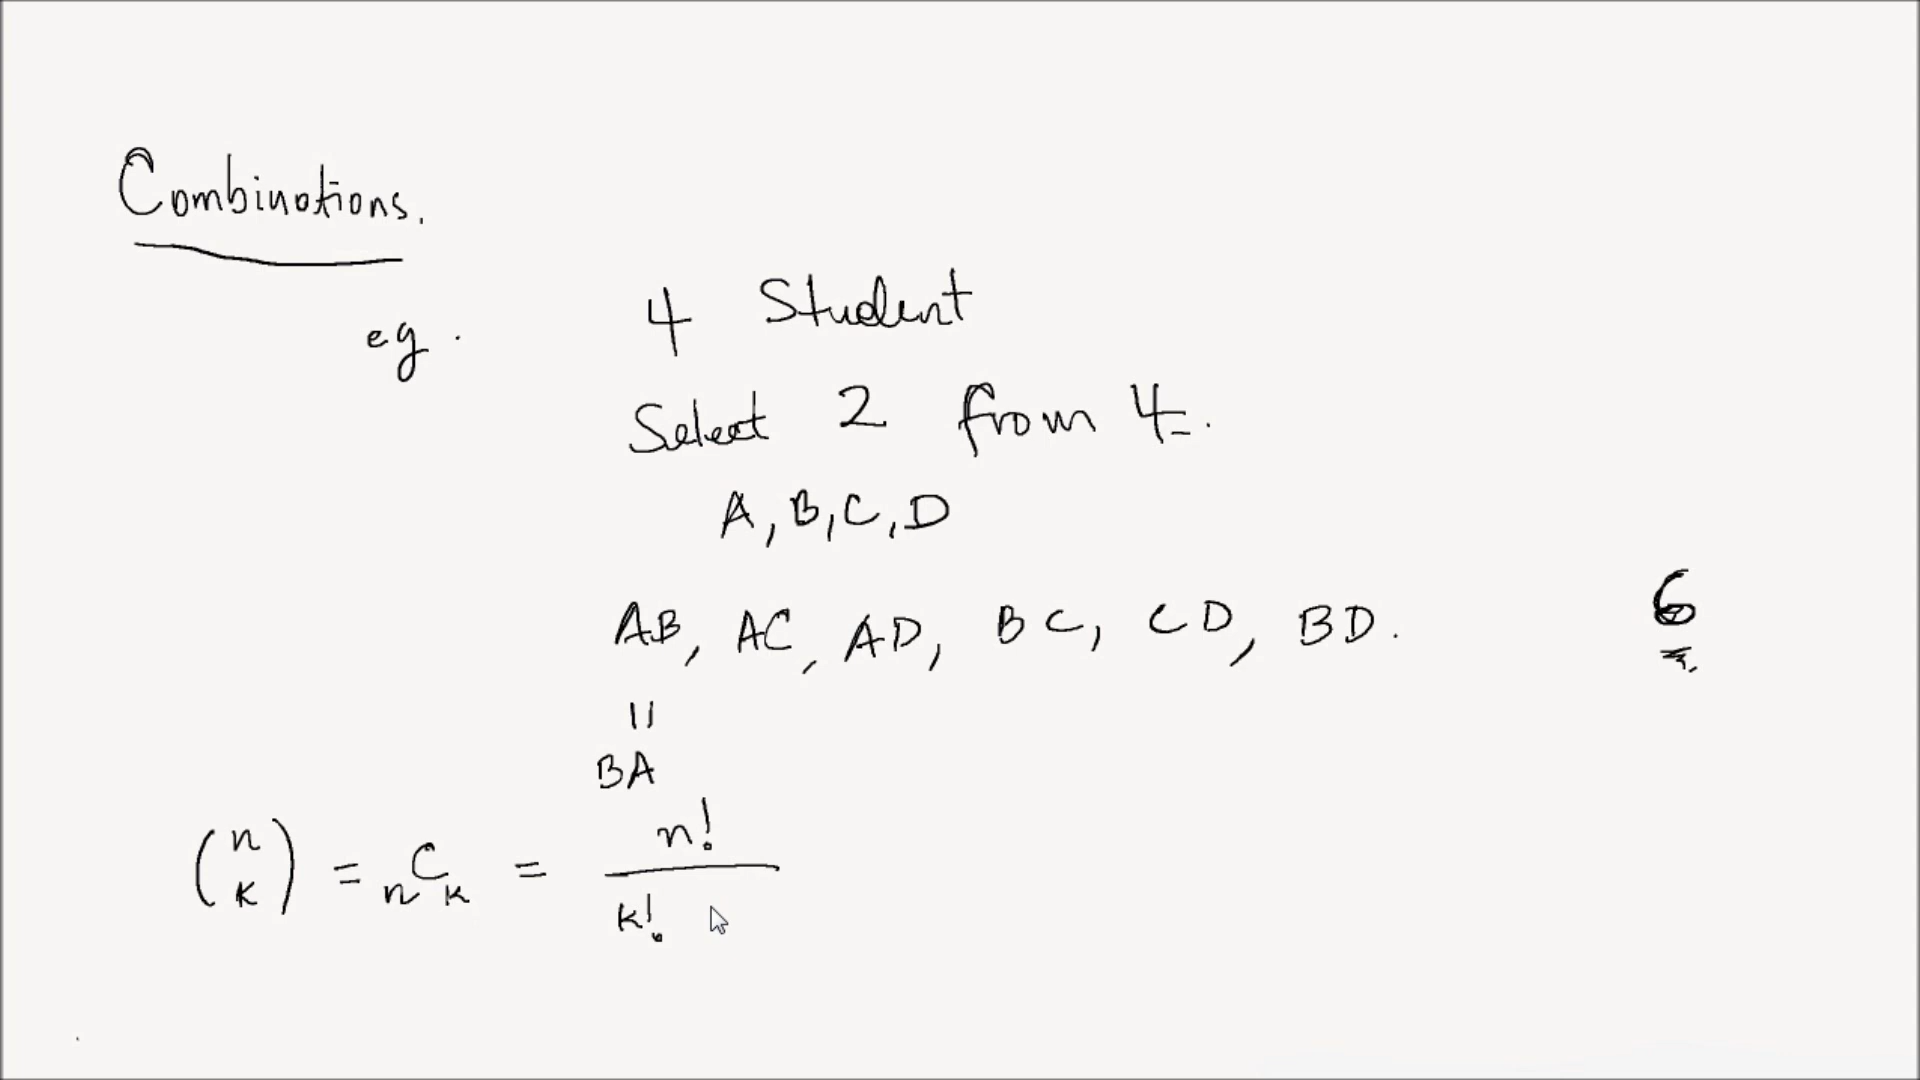 Combinations.
eg.
4 Student
Select 2 from 4.
A, B, C, D
AB, AC, AD, BC, CD, BD.
6
||
BA
(n k) = nCk = n! / k!